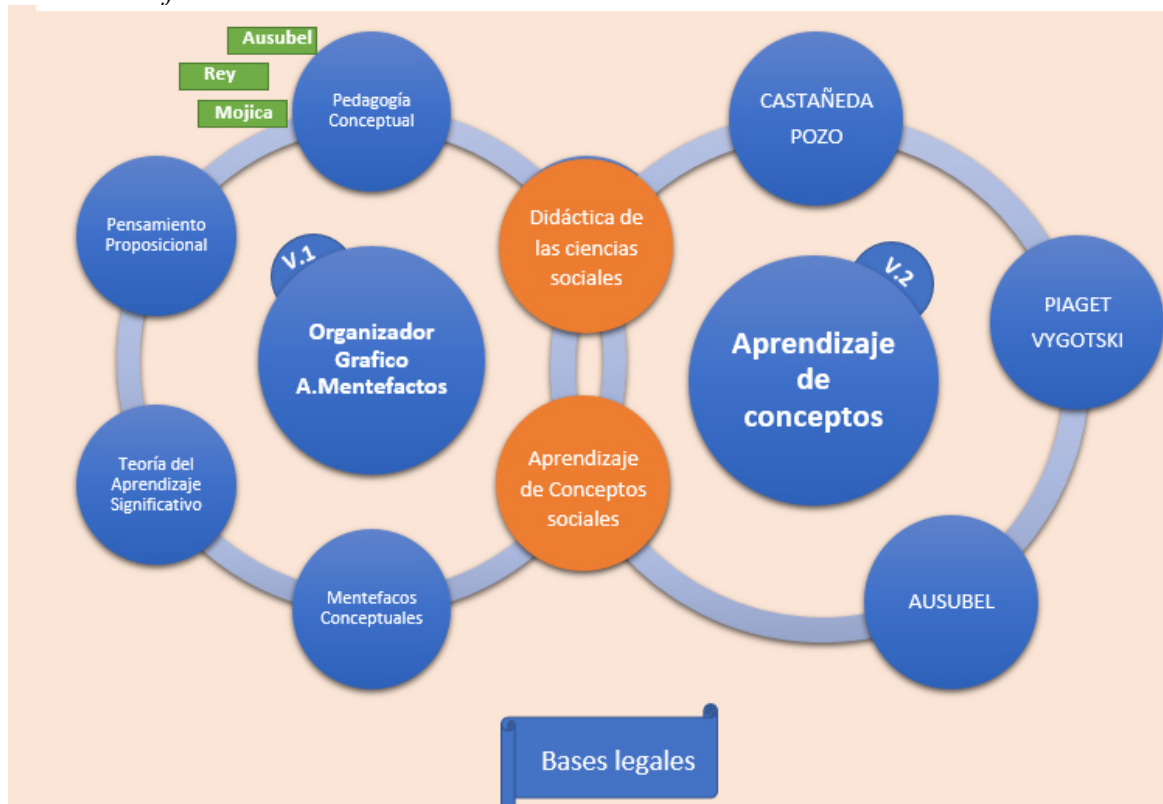 Ausubel
Rey
Mojica
Pedagogía
Conceptual
Pensamiento
Proposicional
V.1
Organizador
Grafico
A.Mentefactos
Teoría del
Aprendizaje
Significativo
Mentefacos
Conceptuales
Didáctica de
las ciencias
sociales
Aprendizaje
de Conceptos
sociales
CASTAÑEDA
POZO
V.2
Aprendizaje
de
conceptos
PIAGET
VYGOTSKI
AUSUBEL
Bases legales